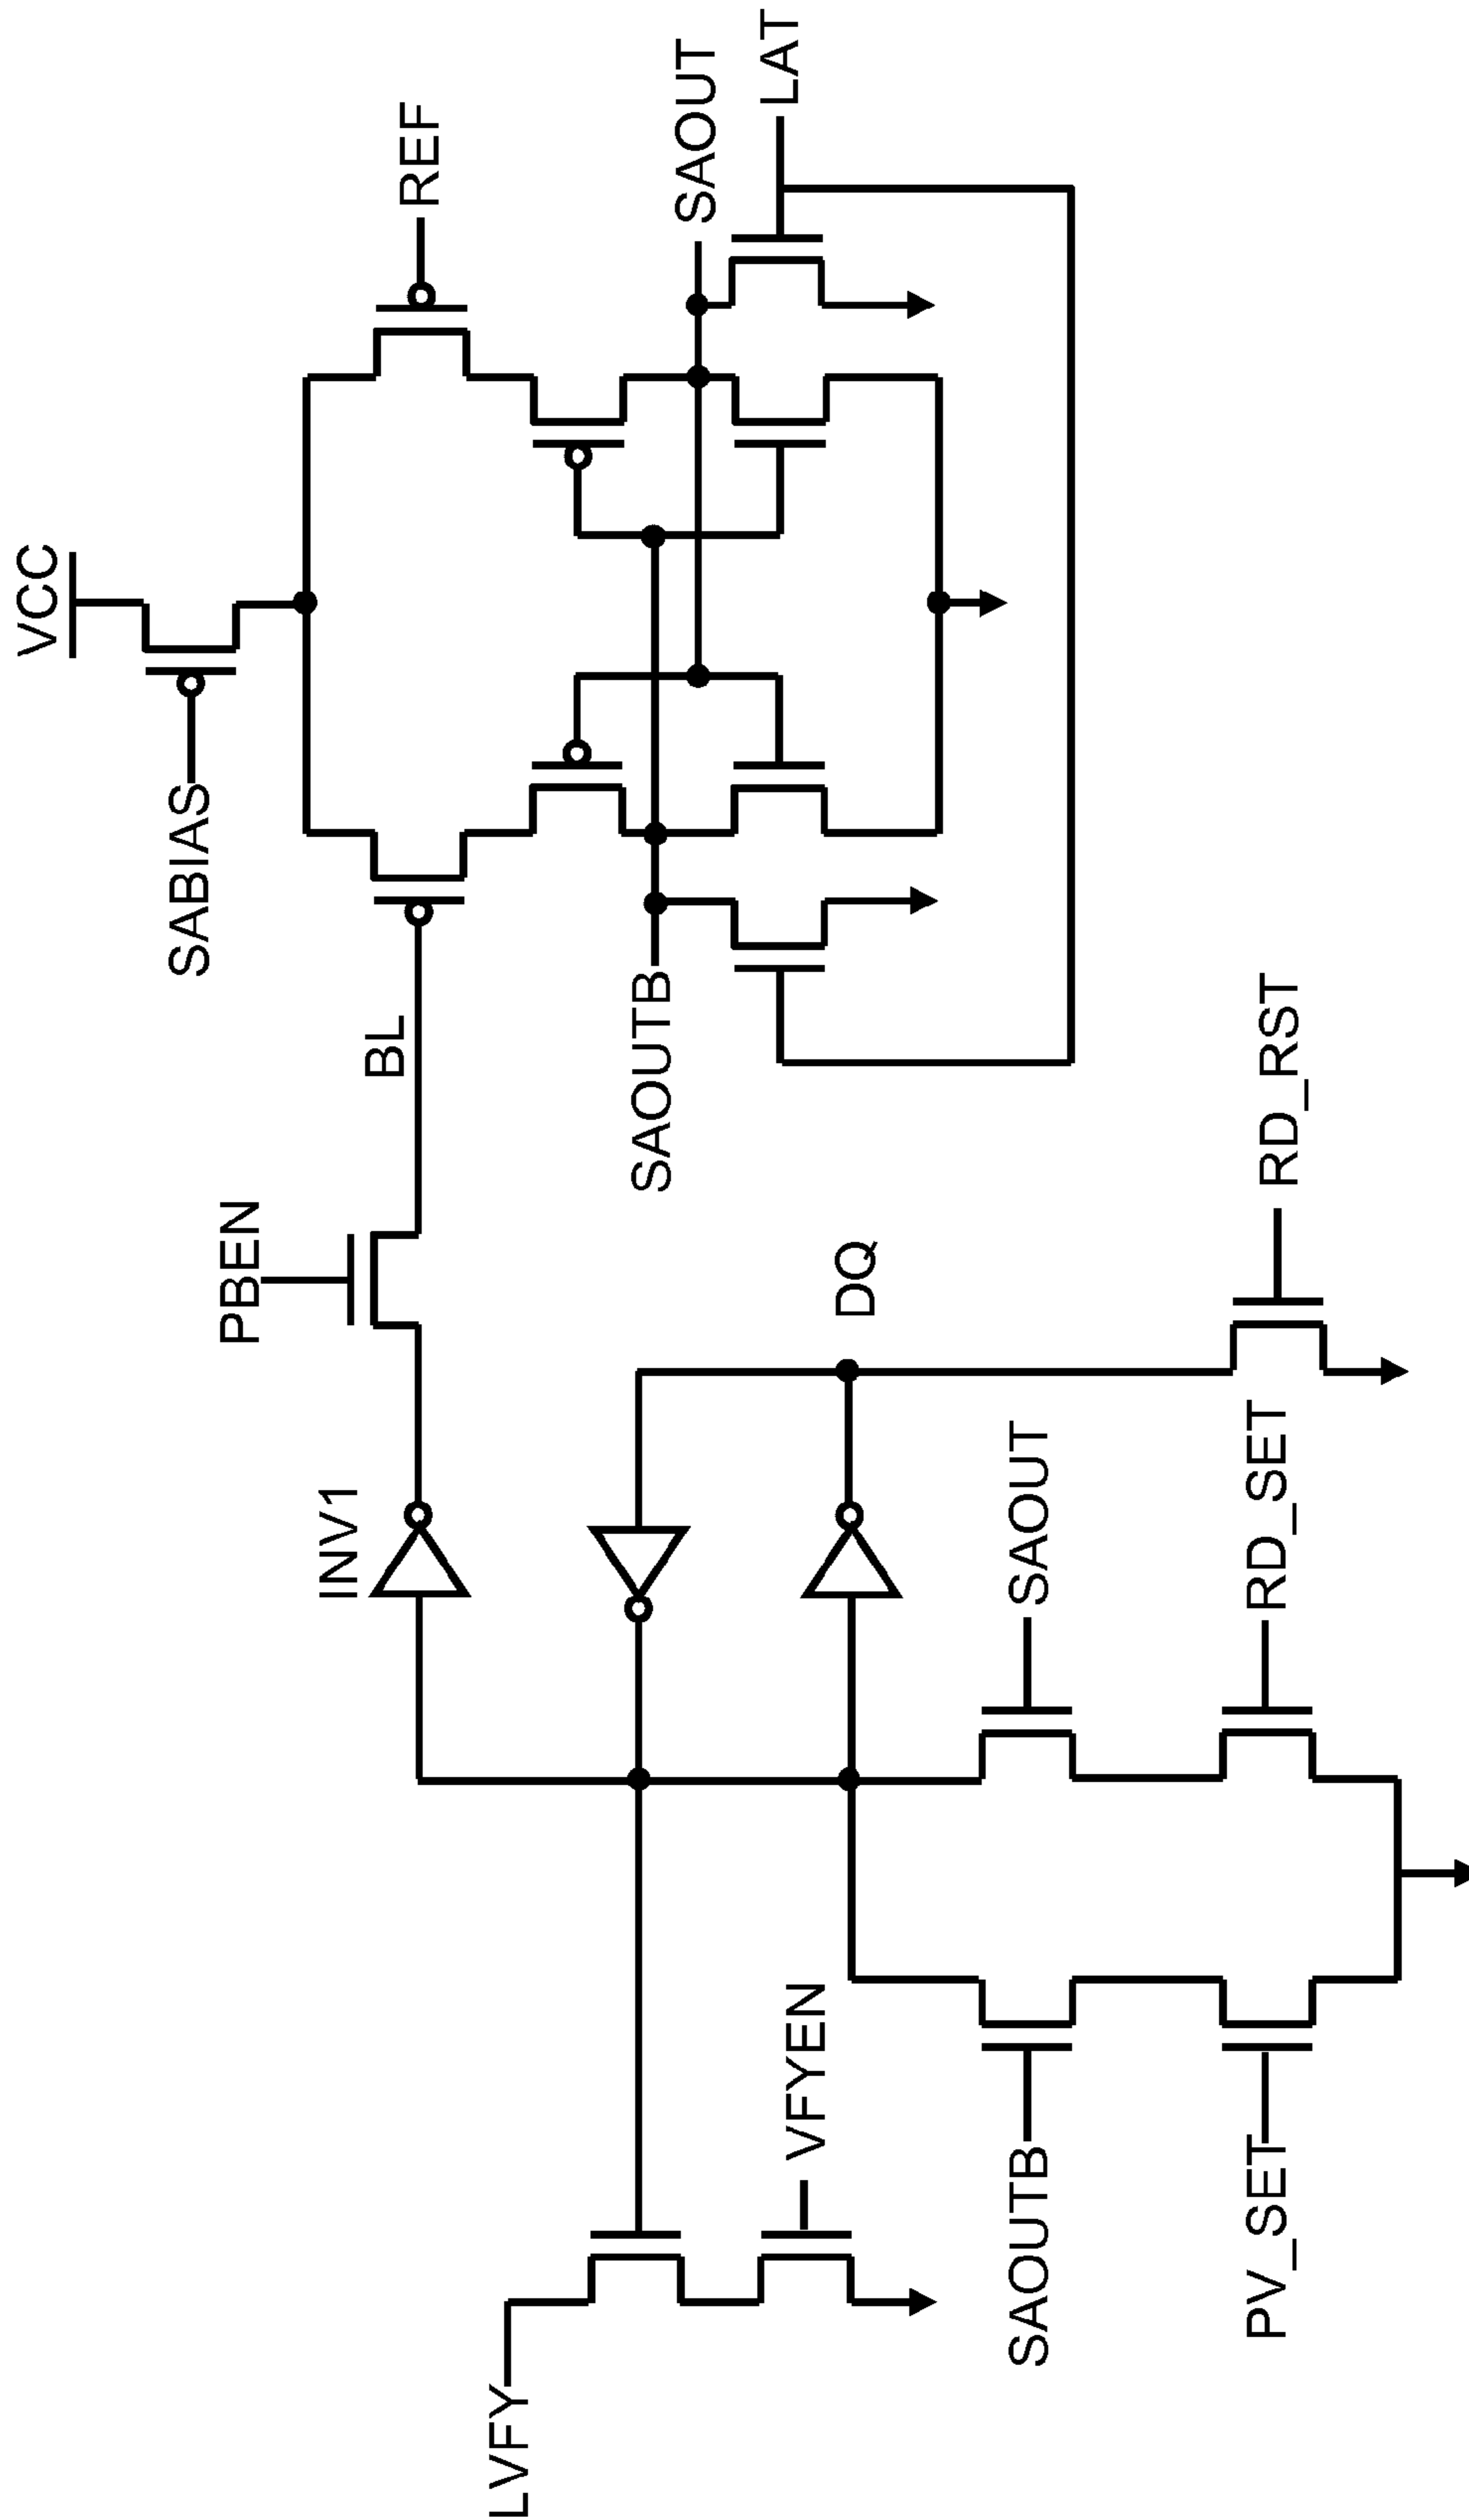 VCC
SABIAS
REF
BL
PBEN
SAOUT
SAOUTB
LAT
INV1
DQ
LVFY
VFYEN
SAOUTB
SAOUT
PV_SET
RD_SET
RD_RST